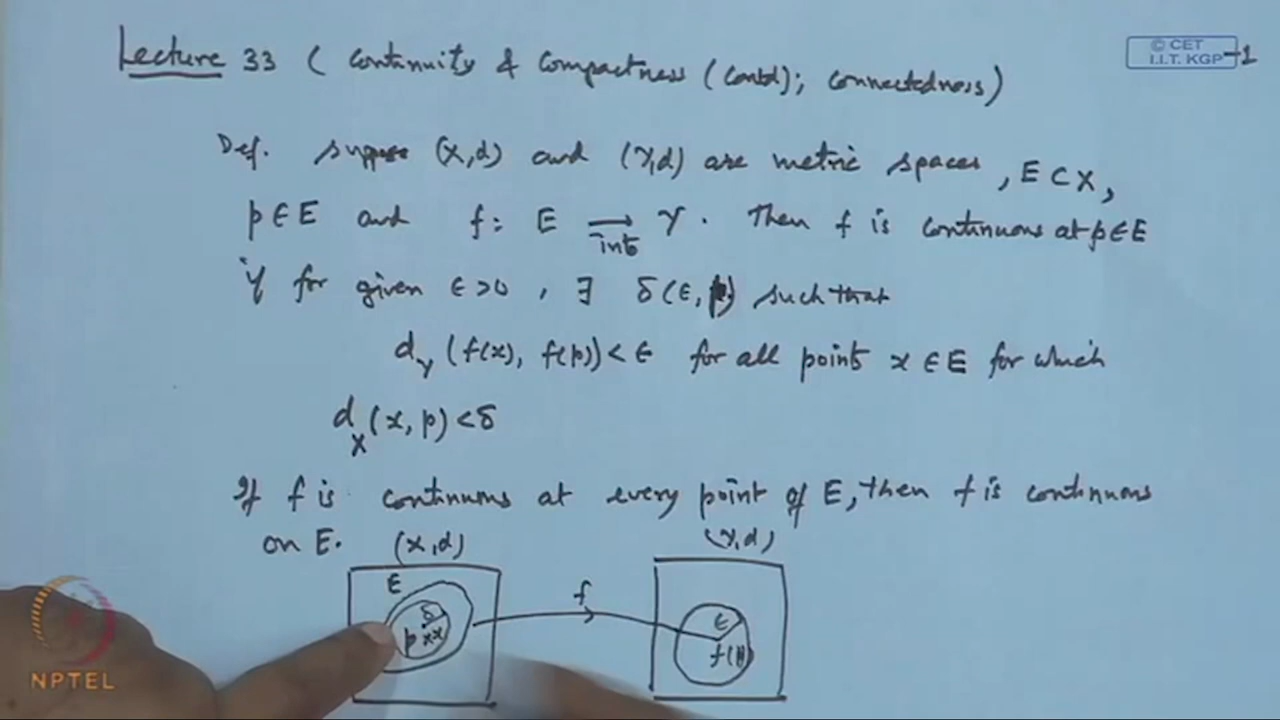 Lecture 33 ( Continuity & Compactness (Contd); Connectedness)
© CET
I.I.T. KGP
-1
Def. Suppose (X,d) and (Y,d) are metric spaces, E⊂X,
p∈E and f: E → Y. Then f is continuous at p∈E
into
if for given ε>0, ∃ δ(ε,p) such that
d_Y (f(x), f(p)) < ε for all points x ∈ E for which
d_X (x, p) < δ
If f is continuous at every point of E, then f is continuous
on E. (X,d) (Y,d)
E f
δ ε
p x x f(p)
NPTEL